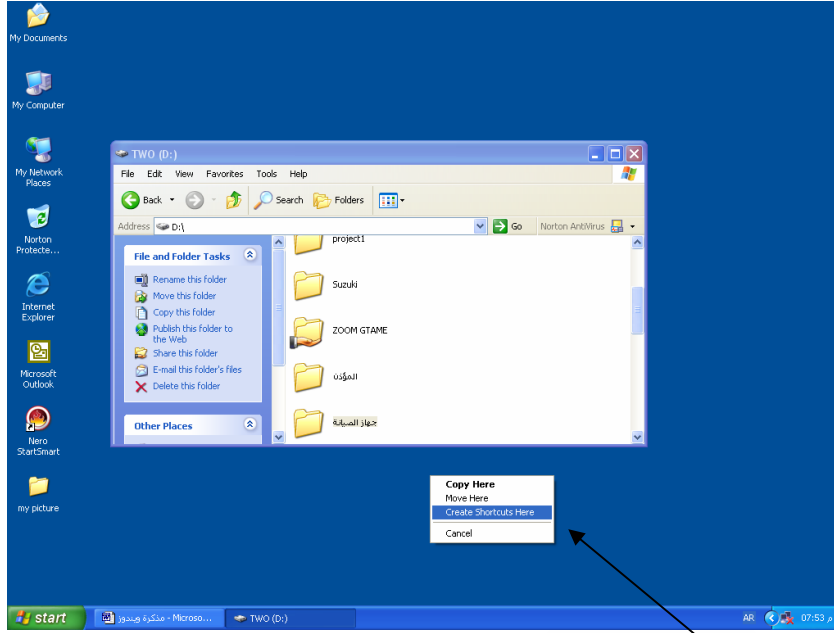 My Documents
My Computer
My Network
Places
Norton
Protecte...
Internet
Explorer
Microsoft
Outlook
Nero
StartSmart
my picture
TWO (D:)
File Edit View Favorites Tools Help
Back Search Folders
Address D:\ Go Norton AntiVirus
File and Folder Tasks
Rename this folder
Move this folder
Copy this folder
Publish this folder to
the Web
Share this folder
E-mail this folder's files
Delete this folder
Other Places
project1
Suzuki
ZOOM GTAME
المؤذن
جهاز الصيانة
Copy Here
Move Here
Create Shortcuts Here
Cancel
start مذكرة ويندوز - Microso... TWO (D:) AR 07:53 م